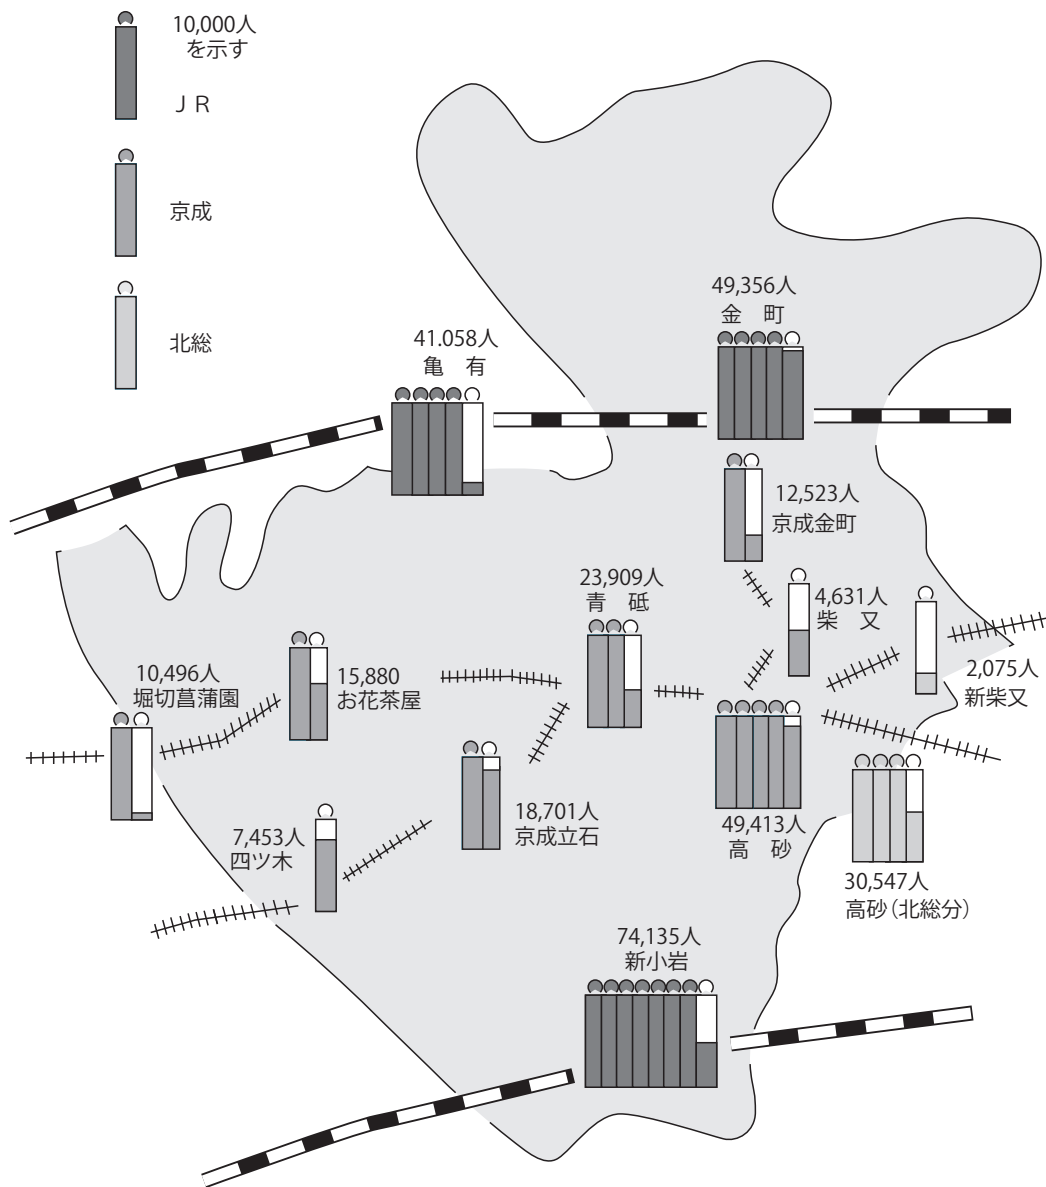 10,000人
を示す
ＪＲ
京成
北総
49,356人
金　町
41.058人
亀　有
12,523人
京成金町
23,909人
青　砥
4,631人
柴　又
2,075人
新柴又
10,496人
堀切菖蒲園
15,880
お花茶屋
18,701人
京成立石
7,453人
四ツ木
49,413人
高　砂
30,547人
高砂（北総分）
74,135人
新小岩